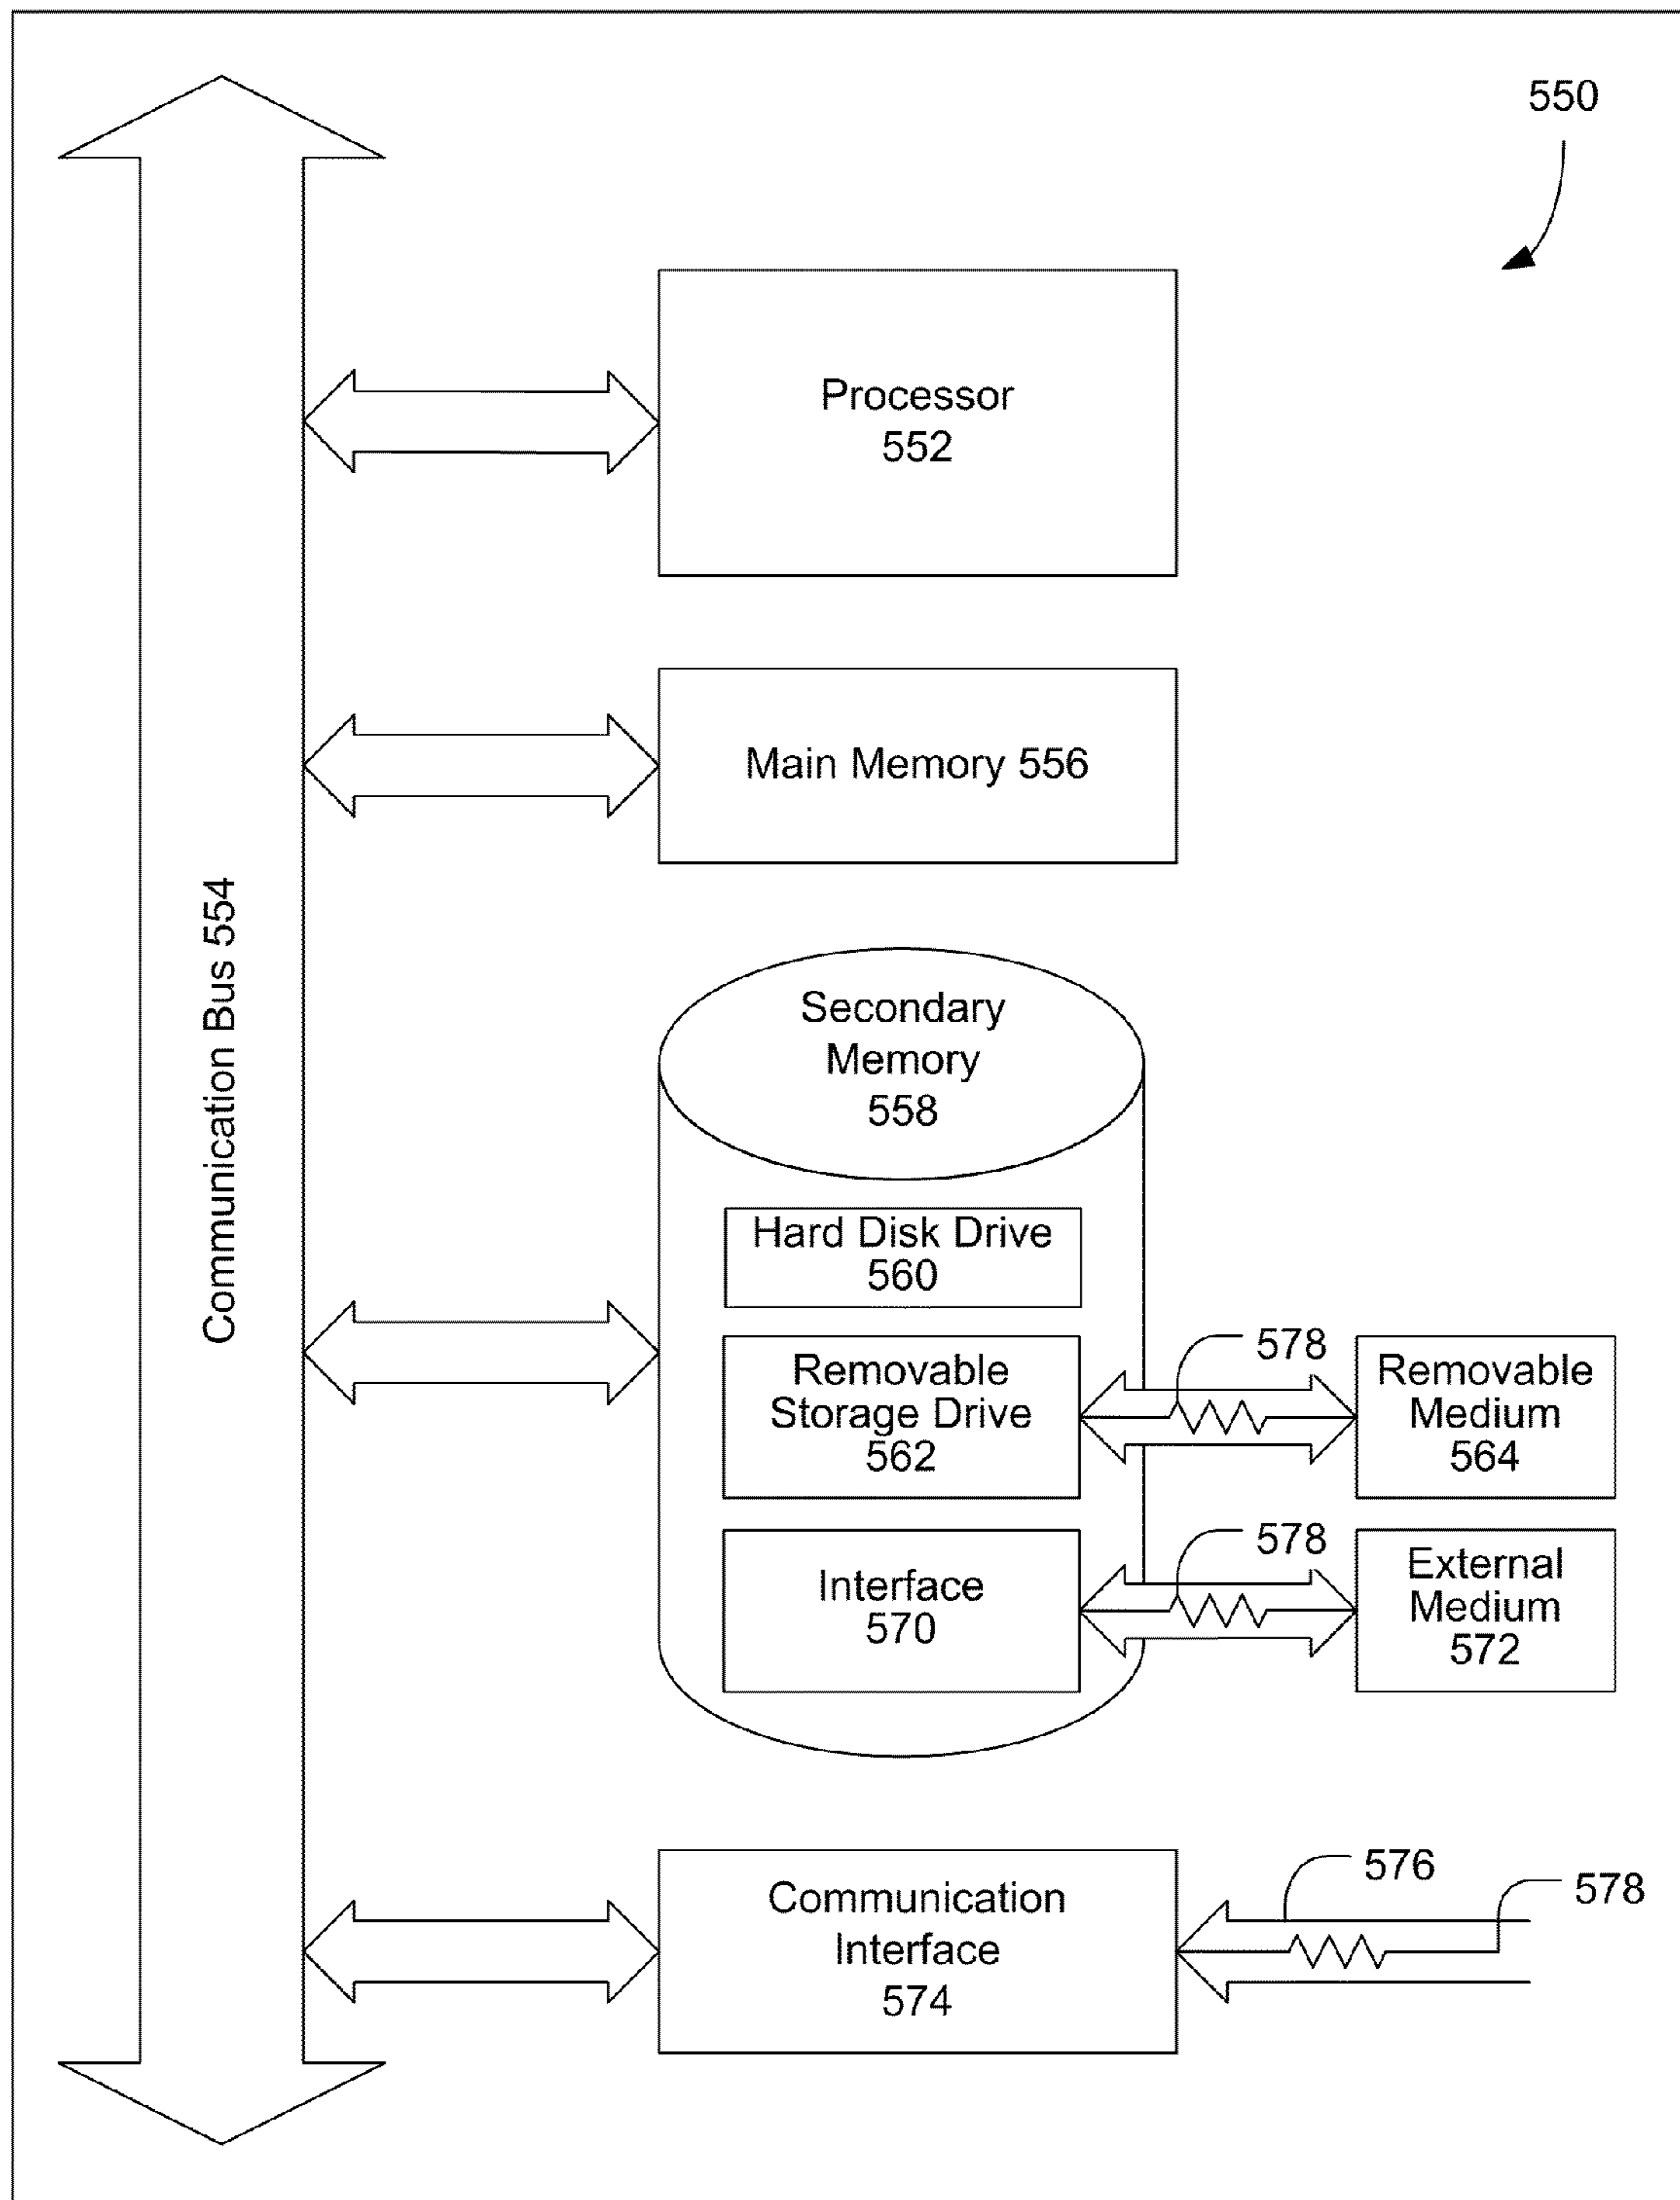 550
Processor
552
Main Memory 556
Communication Bus 554
Secondary
Memory
558
Hard Disk Drive
560
Removable
Storage Drive
562
578
Removable
Medium
564
Interface
570
578
External
Medium
572
Communication
Interface
574
576
578